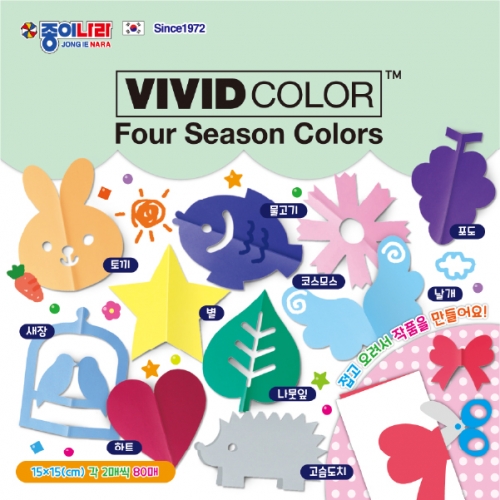 종이나라
JONG IE NARA
Since1972
VIVID COLOR™
Four Season Colors
물고기
포도
토끼
코스모스
날개
별
새장
접고 오려서 작품을 만들어요!
나뭇잎
하트
고슴도치
15×15(cm) 각 2매씩 80매